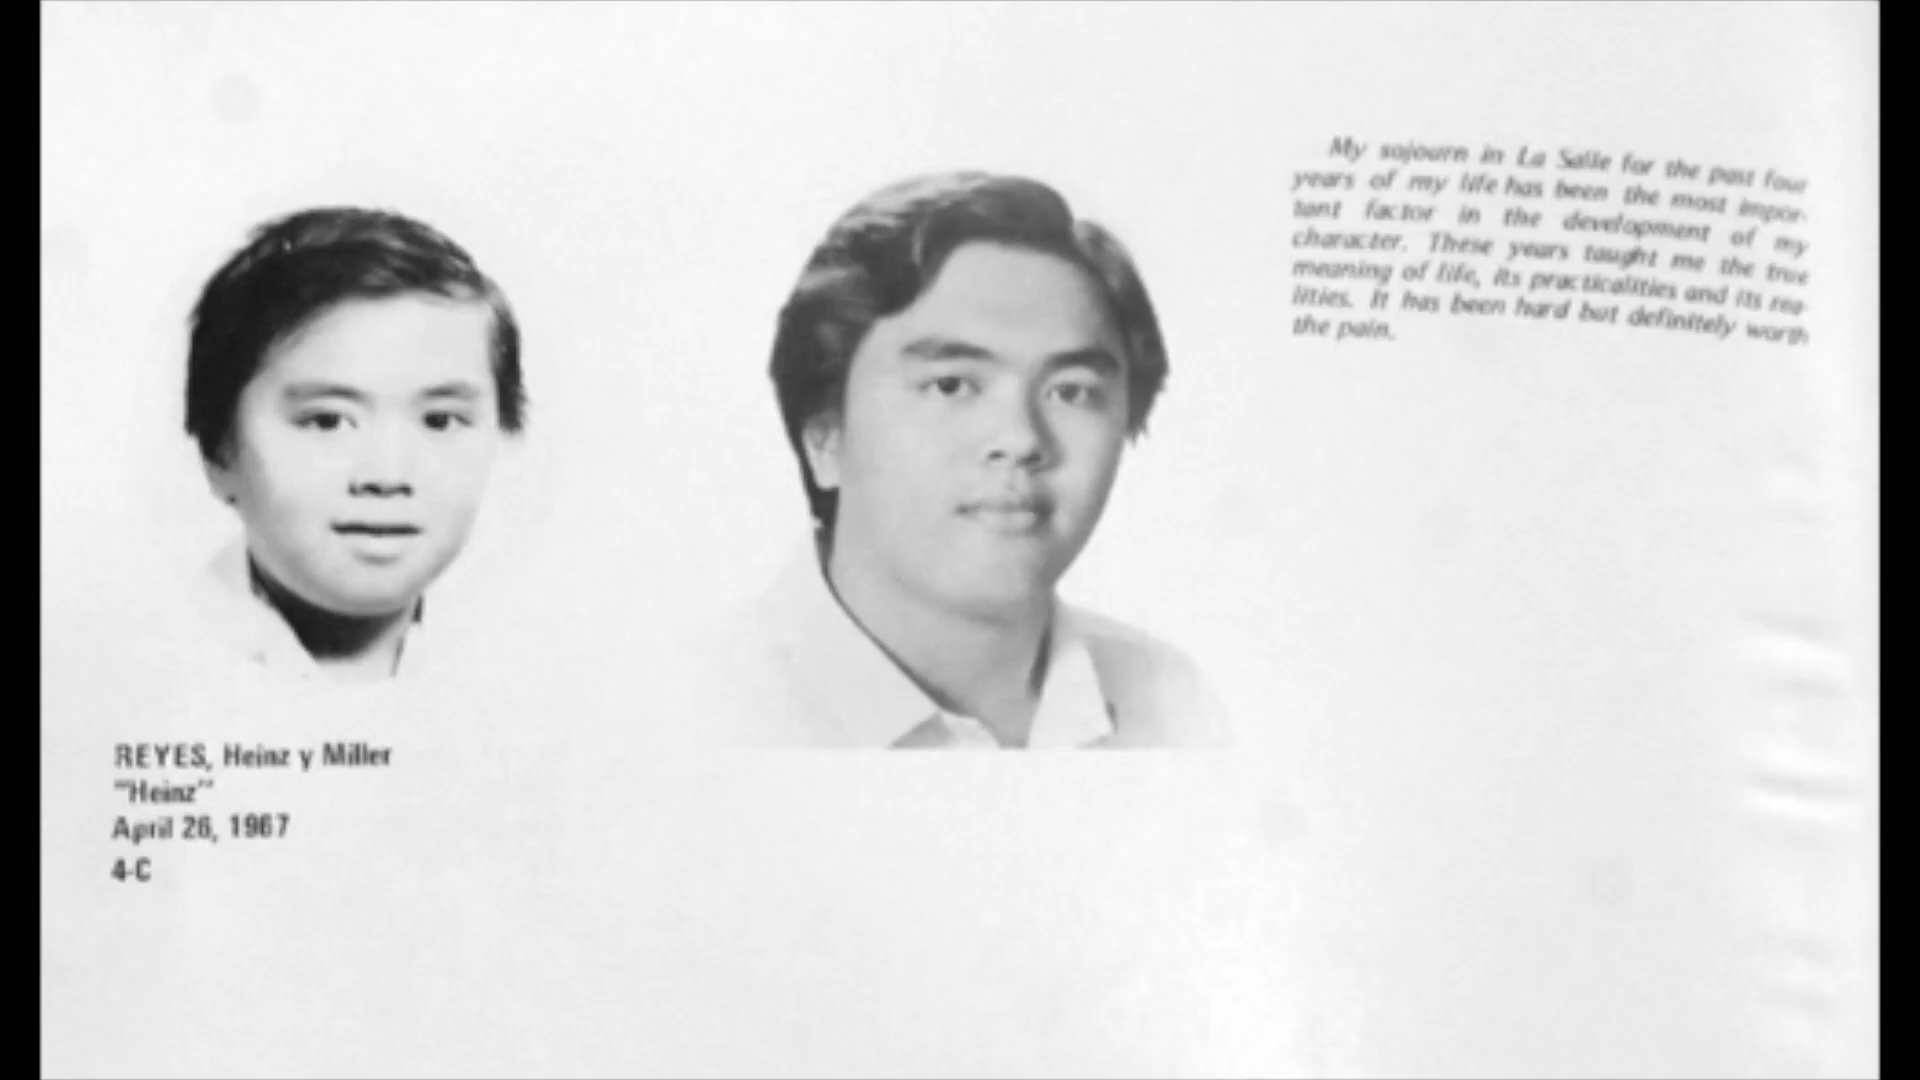 My sojourn in La Salle for the past four
years of my life has been the most impor-
tant factor in the development of my
character. These years taught me the true
meaning of life, its practicalities and its rea-
lities. It has been hard but definitely worth
the pain.
REYES, Heinz y Miller
"Heinz"
April 26, 1967
4-C